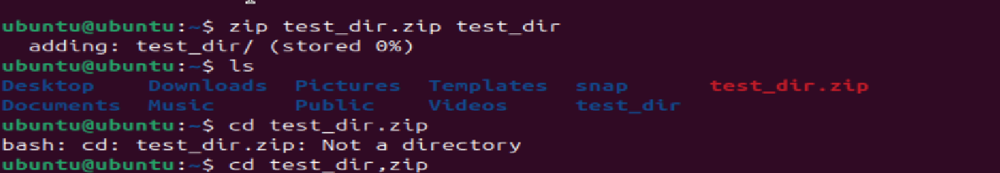 ubuntu@ubuntu:~$ zip test_dir.zip test_dir
  adding: test_dir/ (stored 0%)
ubuntu@ubuntu:~$ ls
Desktop    Downloads  Pictures  Templates  snap      test_dir.zip
Documents  Music      Public    Videos     test_dir
ubuntu@ubuntu:~$ cd test_dir.zip
bash: cd: test_dir.zip: Not a directory
ubuntu@ubuntu:~$ cd test_dir,zip